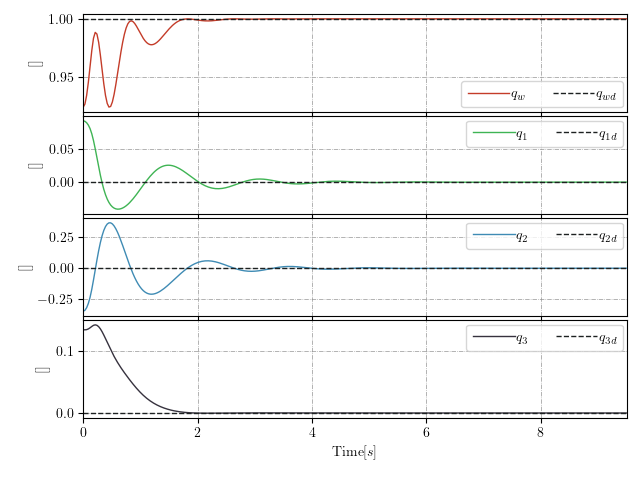 1.00
0.95
[]
q_w q_wd
0.05
0.00
[]
q_1 q_1d
0.25
0.00
−0.25
[]
q_2 q_2d
0.1
0.0
[]
q_3 q_3d
0 2 4 6 8
Time[s]